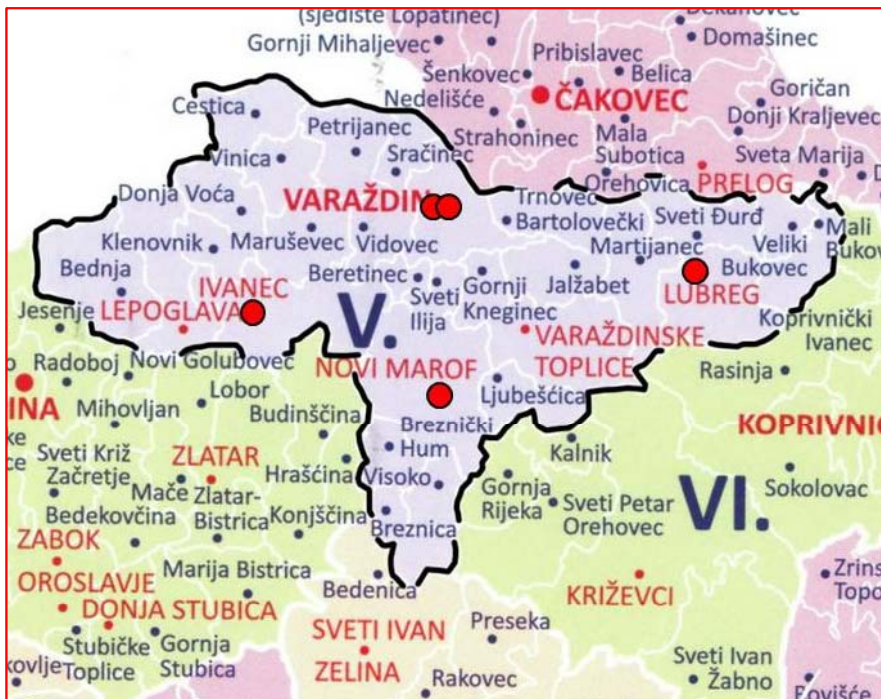 (sjedište Lopatinec)
Dekanovec
Gornji Mihaljevec
Domašinec
Pribislavec
Šenkovec
Belica
Nedelišće
ČAKOVEC
Goričan
Cestica
Donji Kraljevec
Petrijanec
Strahoninec
Mala
Subotica
Sveta Marija
Vinica
Sračinec
Orehovica
PRELOG
Donja Voća
VARAŽDIN
Trnovec
Bartolovečki
Sveti Đurđ
Mali
Klenovnik
Maruševec
Vidovec
Martijanec
Veliki
Bukovec
Bednja
Beretinec
Gornji
Kneginec
Jalžabet
IVANEC
Sveti
Ilija
LUBREG
Jesenje
LEPOGLAVA
V.
VARAŽDINSKE
TOPLICE
Koprivnički
Ivanec
Radoboj
Novi Golubovec
NOVI MAROF
Rasinja
INA
Lobor
Ljubešćica
Mihovljan
Budinščina
Breznički
Hum
KOPRIVNIC
Kalnik
Sveti Križ
Začretje
ZLATAR
Hrašćina
Visoko
Gornja
Rijeka
VI.
Sokolovac
Mače
Zlatar-
Bistrica
Sveti Petar
Orehovec
Bedekovčina
Konjščina
Breznica
ZABOK
Marija Bistrica
Bedenica
OROSLAVJE
KRIŽEVCI
DONJA STUBICA
SVETI IVAN
ZELINA
Preseka
Stubičke
Toplice
Gornja
Stubica
Sveti Ivan
Žabno
Rakovec